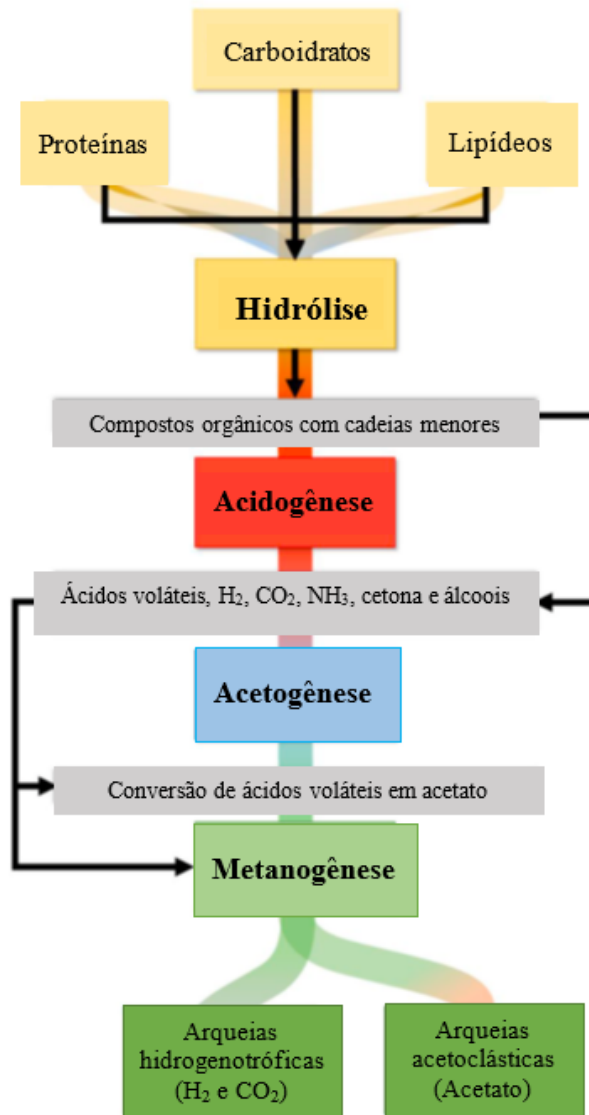 Carboidratos
Proteínas
Lipídeos
Hidrólise
Compostos orgânicos com cadeias menores
Acidogênese
Ácidos voláteis, H₂, CO₂, NH₃, cetona e álcoois
Acetogênese
Conversão de ácidos voláteis em acetato
Metanogênese
Arqueias
hidrogenotróficas
(H₂ e CO₂)
Arqueias
acetoclásticas
(Acetato)